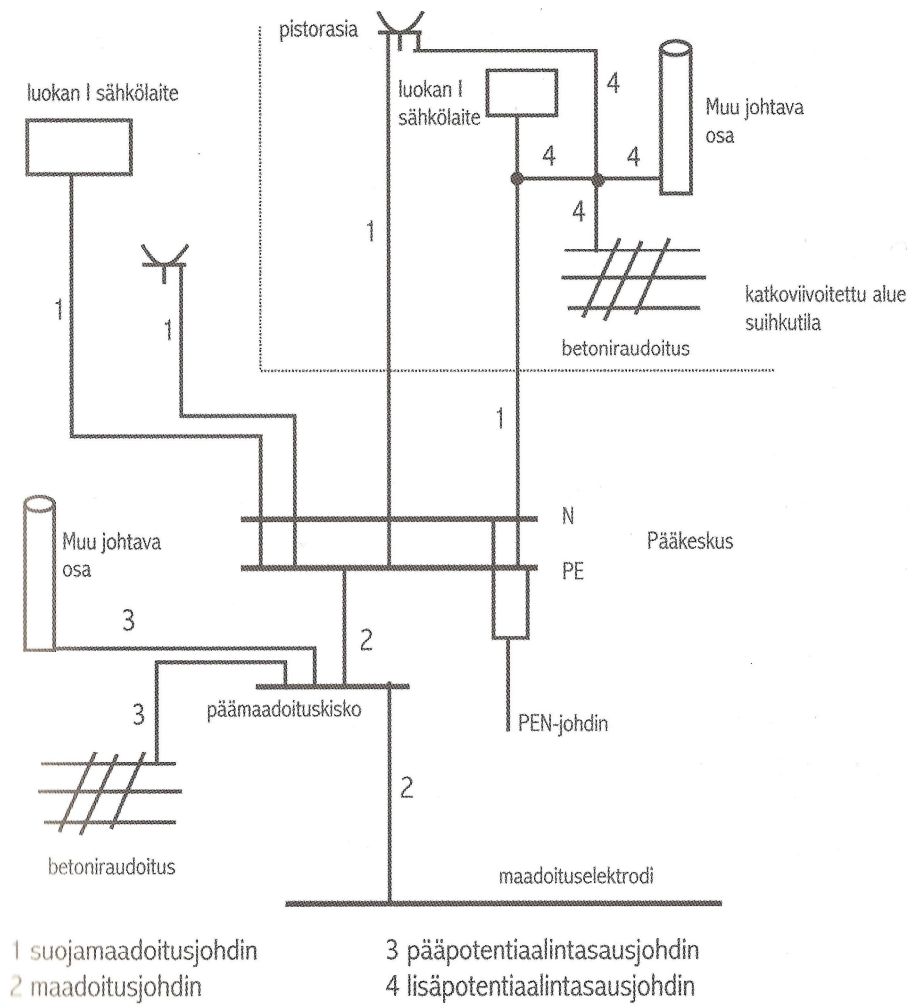 pistorasia
luokan I sähkölaite
luokan I
sähkölaite
4
Muu johtava
osa
4
4
4
1
1
1
katkoviivoitettu alue
suihkutila
betoniraudoitus
1
N
Pääkeskus
PE
Muu johtava
osa
3
2
päämaadoituskisko
3
PEN-johdin
2
betoniraudoitus
maadoituselektrodi
1 suojamaadoitusjohdin
2 maadoitusjohdin
3 pääpotentiaalintasausjohdin
4 lisäpotentiaalintasausjohdin